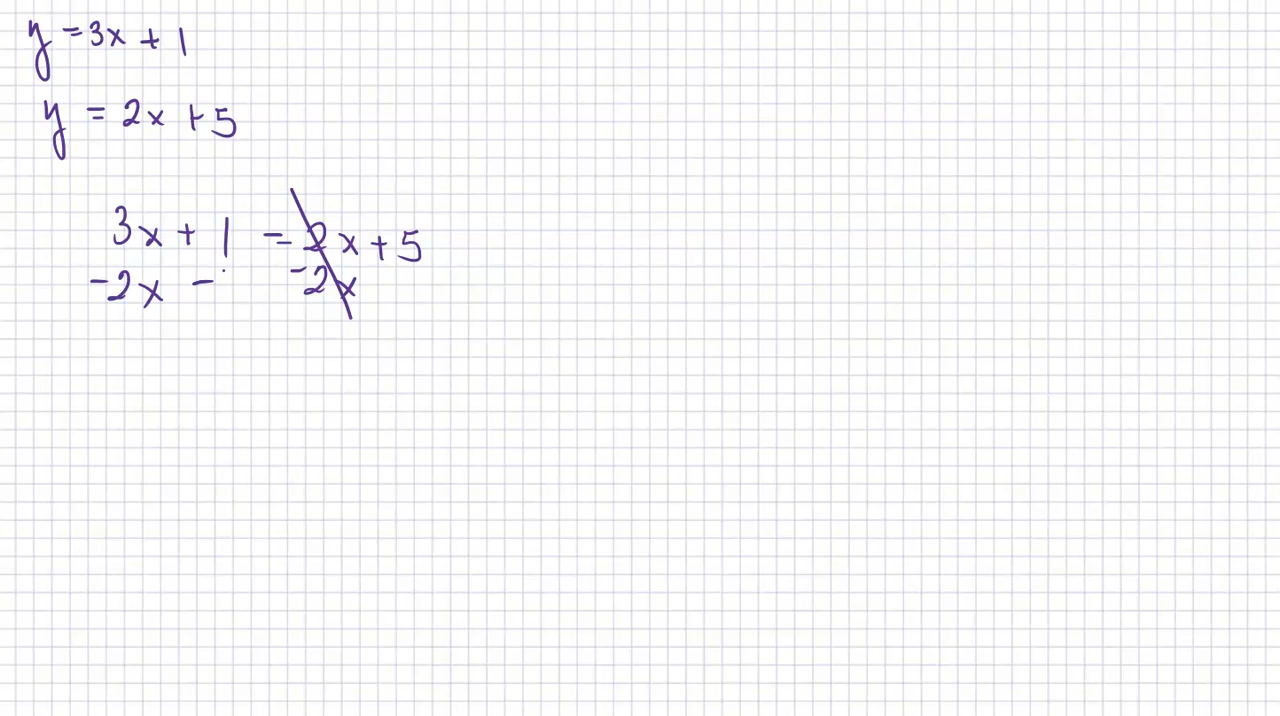 y = 3x + 1
y = 2x + 5
3x + 1 = 2x + 5
-2x - -2x